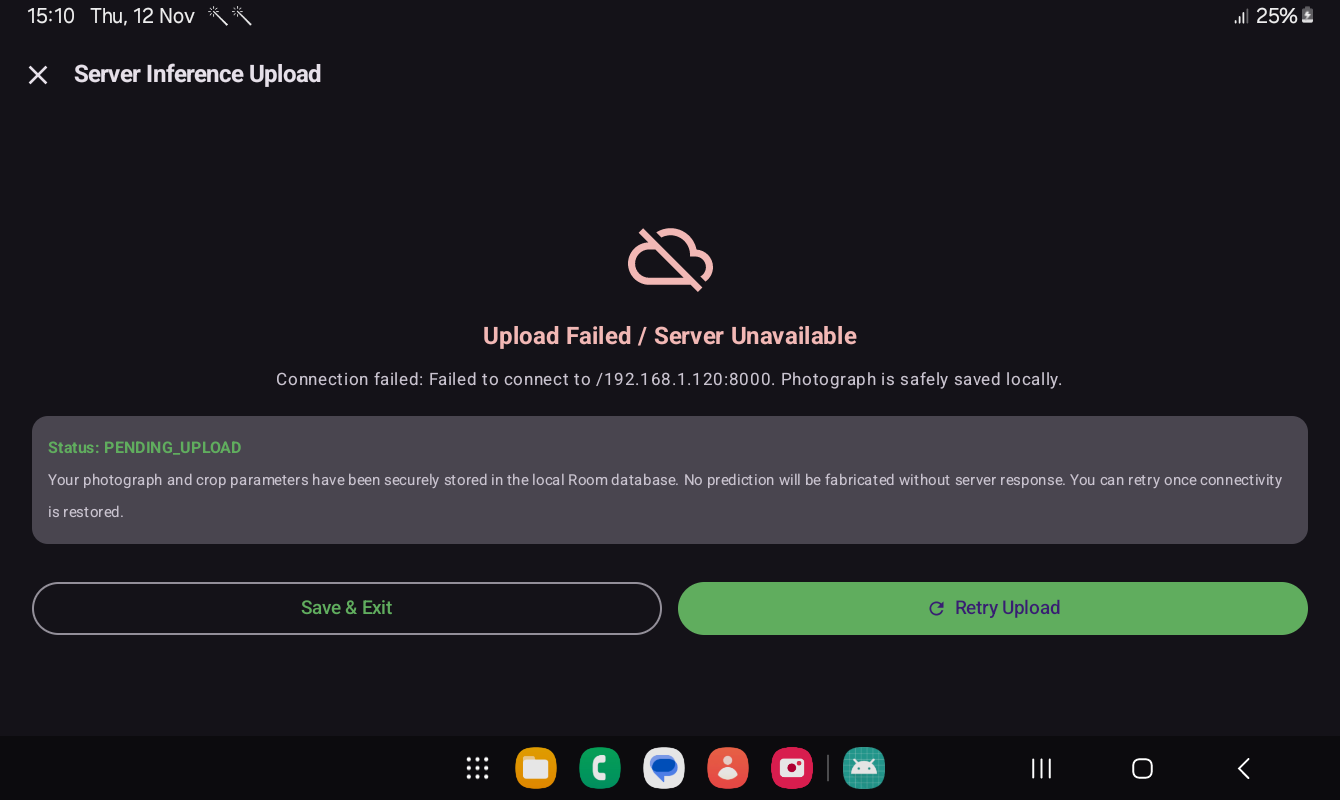 15:10 Thu, 12 Nov 25%
Server Inference Upload
Upload Failed / Server Unavailable
Connection failed: Failed to connect to /192.168.1.120:8000. Photograph is safely saved locally.
Status: PENDING_UPLOAD
Your photograph and crop parameters have been securely stored in the local Room database. No prediction will be fabricated without server response. You can retry once connectivity
is restored.
Save & Exit Retry Upload